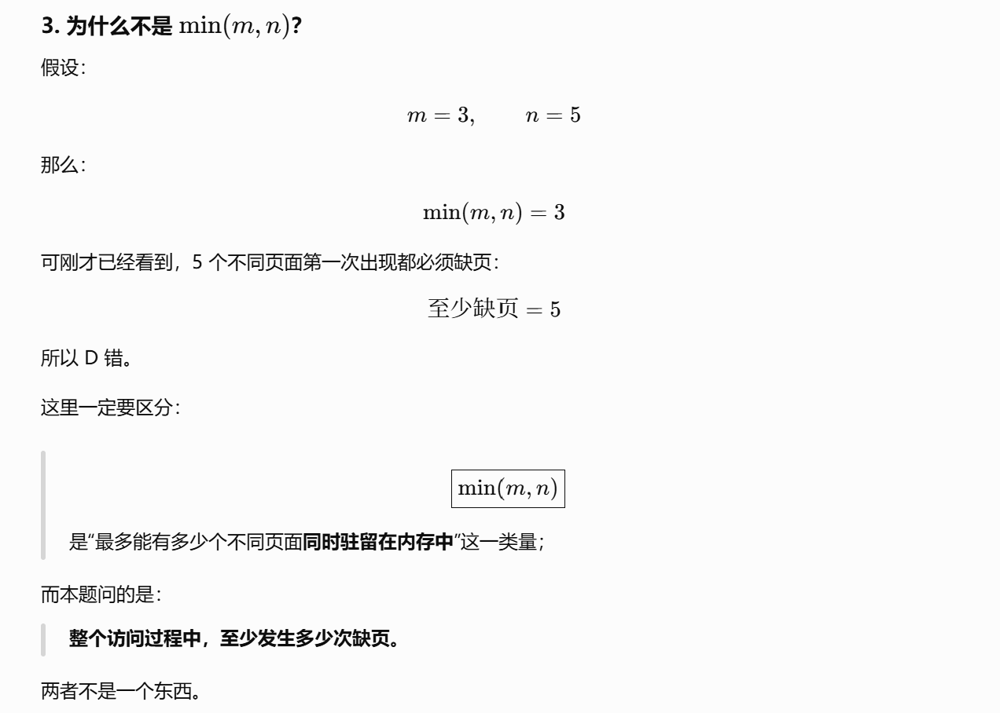 3. 为什么不是 min(m, n)?
假设：
m = 3, n = 5
那么：
min(m, n) = 3
可刚才已经看到，5 个不同页面第一次出现都必须缺页：
至少缺页 = 5
所以 D 错。
这里一定要区分：
min(m, n)
是“最多能有多少个不同页面同时驻留在内存中”这一类量；
而本题问的是：
整个访问过程中，至少发生多少次缺页。
两者不是一个东西。